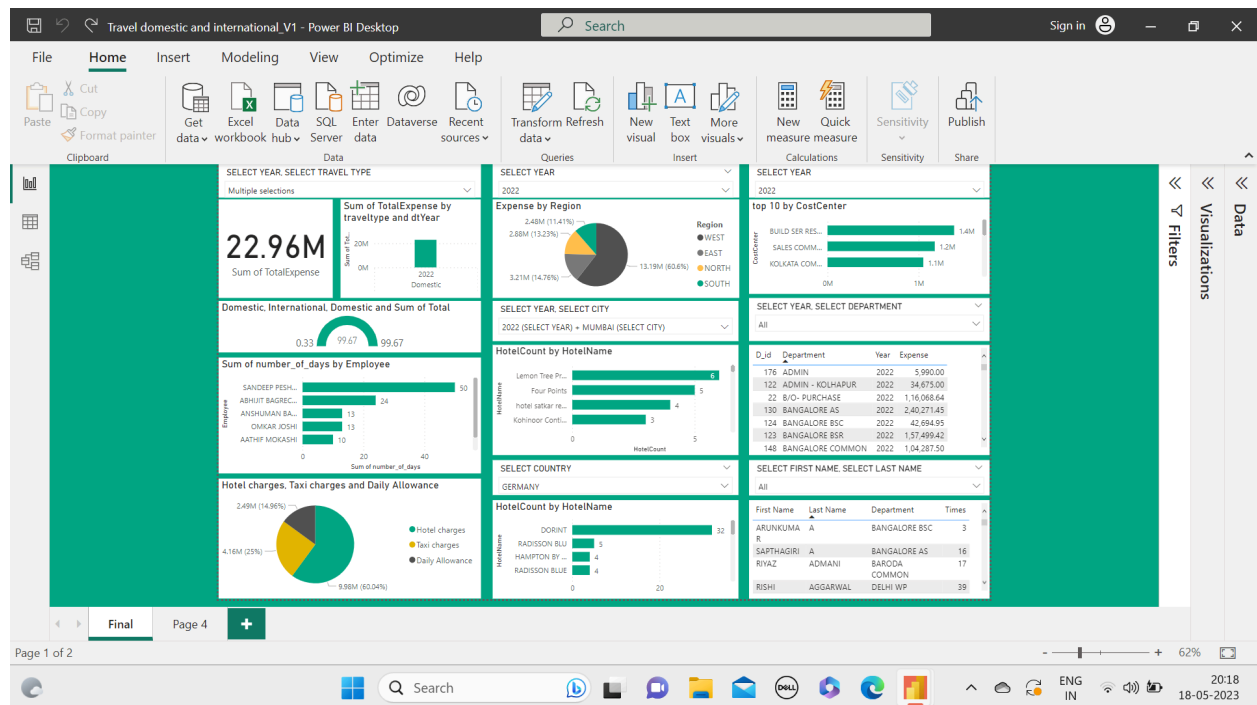 Travel domestic and international_V1 - Power BI Desktop
Search
Sign in
File Home Insert Modeling View Optimize Help
Paste
Cut
Copy
Format painter
Get data
Excel workbook
Data hub
SQL Server
Enter data
Dataverse
Recent sources
Transform data
Refresh
New visual
Text box
More visuals
New measure
Quick measure
Sensitivity
Publish
Clipboard Data Queries Insert Calculations Sensitivity Share
SELECT YEAR, SELECT TRAVEL TYPE
Multiple selections
22.96M
Sum of TotalExpense
Sum of TotalExpense by
traveltype and dtYear
Sum of Tot...
20M
0M
2022
Domestic
Domestic, International, Domestic and Sum of Total
0.33 99.67 99.67
Sum of number_of_days by Employee
Employee
SANDEEP PESH... 50
ABHIJIT BAGREC... 24
ANSHUMAN BA... 13
OMKAR JOSHI 13
AATHIF MOKASHI 10
0 20 40
Sum of number_of_days
Hotel charges, Taxi charges and Daily Allowance
2.49M (14.96%)
4.16M (25%)
9.98M (60.04%)
Hotel charges
Taxi charges
Daily Allowance
SELECT YEAR
2022
Expense by Region
2.48M (11.41%)
2.88M (13.23%)
3.21M (14.76%)
13.19M (60.6%)
Region
WEST
EAST
NORTH
SOUTH
SELECT YEAR, SELECT CITY
2022 (SELECT YEAR) + MUMBAI (SELECT CITY)
HotelCount by HotelName
HotelName
Lemon Tree Pr... 6
Four Points 5
hotel satkar re... 4
Kohinoor Conti... 3
0 5
HotelCount
SELECT COUNTRY
GERMANY
HotelCount by HotelName
HotelName
DORINT 32
RADISSON BLU 5
HAMPTON BY ... 4
RADISSON BLUE 4
0 20
SELECT YEAR
2022
top 10 by CostCenter
CostCenter
BUILD SER RES... 1.4M
SALES COMM... 1.2M
KOLKATA COM... 1.1M
0M 1M
SELECT YEAR, SELECT DEPARTMENT
All
D_id Department Year Expense
176 ADMIN 2022 5,990.00
122 ADMIN - KOLHAPUR 2022 34,675.00
22 B/O- PURCHASE 2022 1,16,068.64
130 BANGALORE AS 2022 2,40,271.45
124 BANGALORE BSC 2022 42,694.95
123 BANGALORE BSR 2022 1,57,499.42
148 BANGALORE COMMON 2022 1,04,287.50
SELECT FIRST NAME, SELECT LAST NAME
All
First Name Last Name Department Times
ARUNKUMA A BANGALORE BSC 3
R
SAPTHAGIRI A BANGALORE AS 16
RIYAZ ADMANI BARODA 17
COMMON
RISHI AGGARWAL DELHI WP 39
Filters
Visualizations
Data
Final Page 4 +
Page 1 of 2
- + 62%
Search
DELL
ENG
IN
20:18
18-05-2023